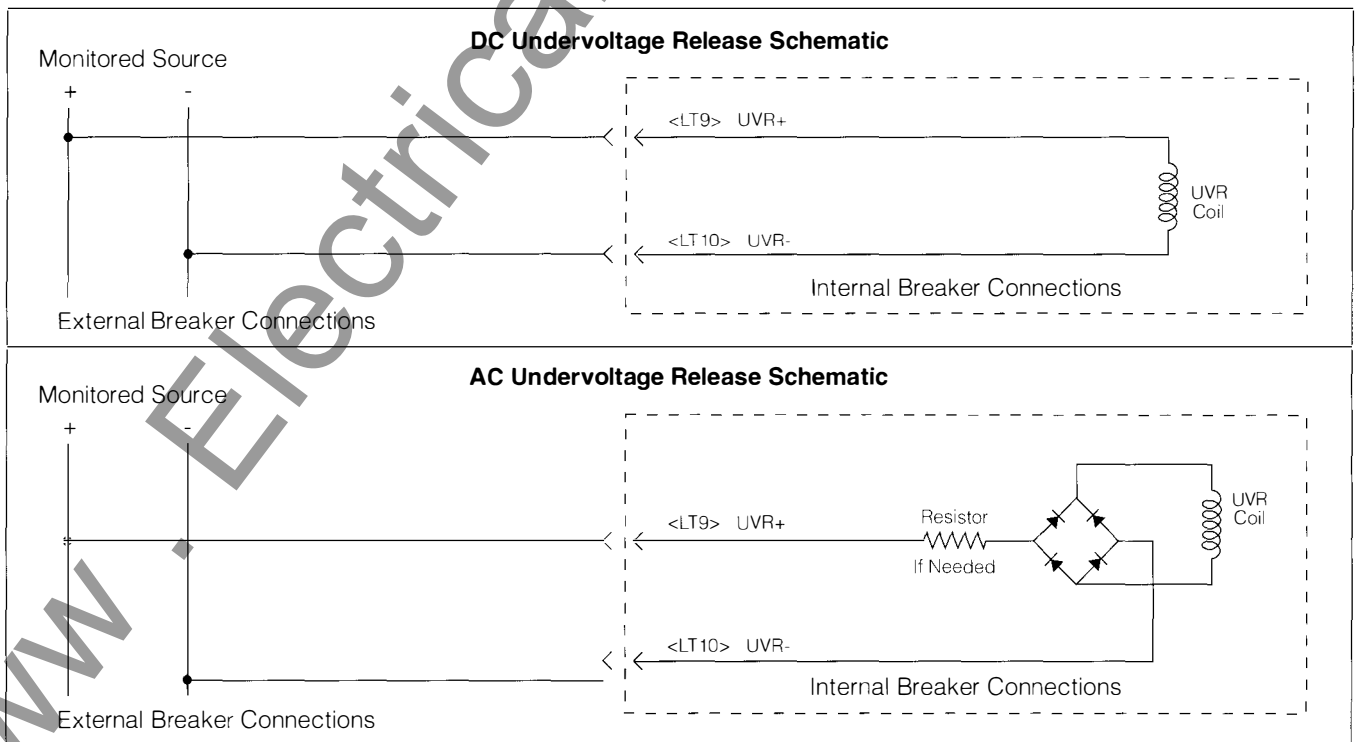 DC Undervoltage Release Schematic
Monitored Source
+ -
<LT9> UVR+
UVR
Coil
<LT10> UVR-
Internal Breaker Connections
External Breaker Connections
AC Undervoltage Release Schematic
Monitored Source
+ -
<LT9> UVR+
Resistor
If Needed
UVR
Coil
<LT10> UVR-
Internal Breaker Connections
External Breaker Connections
www . Electrica